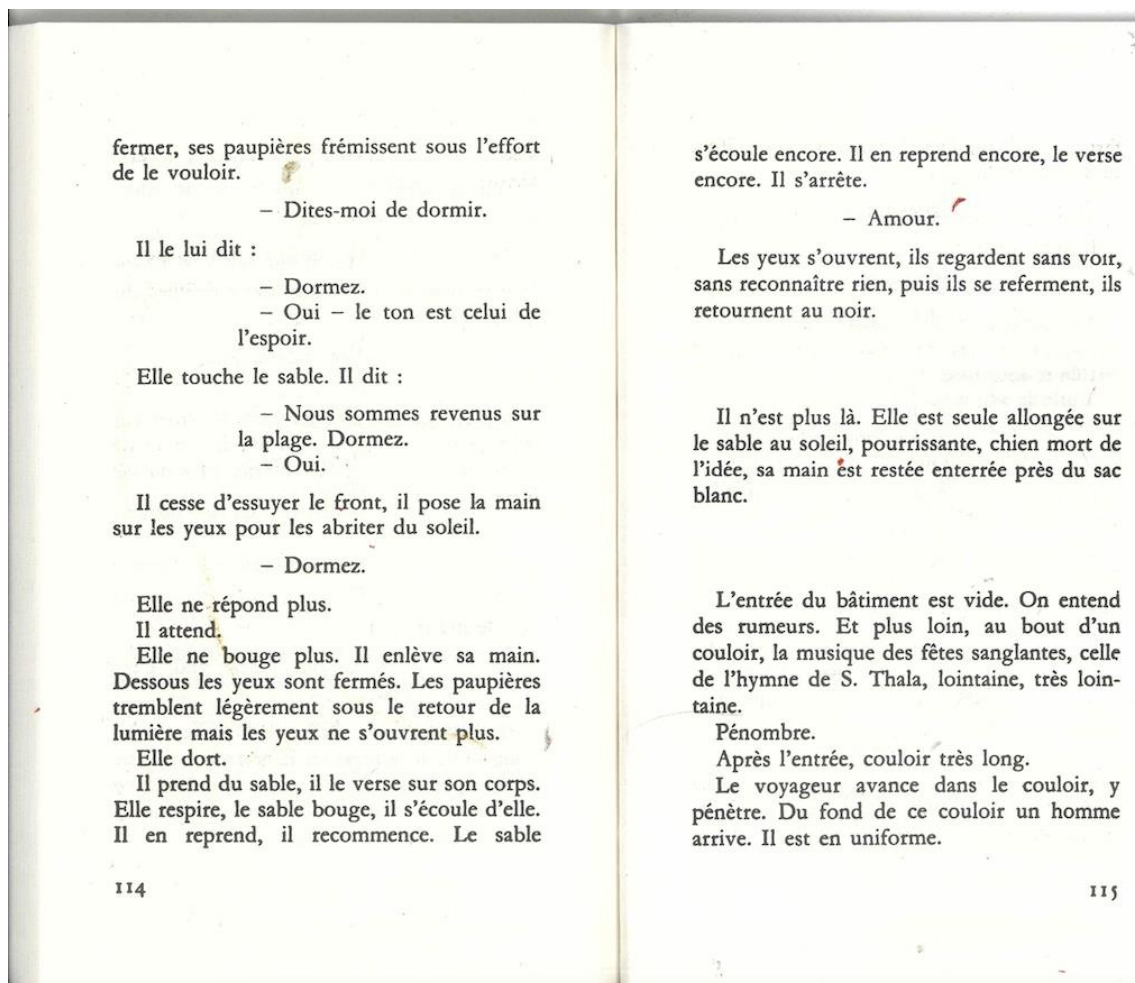 fermer, ses paupières frémissent sous l'effort
de le vouloir.
– Dites-moi de dormir.
Il le lui dit :
– Dormez.
– Oui – le ton est celui de
l'espoir.
Elle touche le sable. Il dit :
– Nous sommes revenus sur
la plage. Dormez.
– Oui.
Il cesse d'essuyer le front, il pose la main
sur les yeux pour les abriter du soleil.
– Dormez.
Elle ne répond plus.
Il attend.
Elle ne bouge plus. Il enlève sa main.
Dessous les yeux sont fermés. Les paupières
tremblent légèrement sous le retour de la
lumière mais les yeux ne s'ouvrent plus.
Elle dort.
Il prend du sable, il le verse sur son corps.
Elle respire, le sable bouge, il s'écoule d'elle.
Il en reprend, il recommence. Le sable
114
s'écoule encore. Il en reprend encore, le verse
encore. Il s'arrête.
– Amour.
Les yeux s'ouvrent, ils regardent sans voir,
sans reconnaître rien, puis ils se referment, ils
retournent au noir.
Il n'est plus là. Elle est seule allongée sur
le sable au soleil, pourrissante, chien mort de
l'idée, sa main est restée enterrée près du sac
blanc.
L'entrée du bâtiment est vide. On entend
des rumeurs. Et plus loin, au bout d'un
couloir, la musique des fêtes sanglantes, celle
de l'hymne de S. Thala, lointaine, très loin-
taine.
Pénombre.
Après l'entrée, couloir très long.
Le voyageur avance dans le couloir, y
pénètre. Du fond de ce couloir un homme
arrive. Il est en uniforme.
115